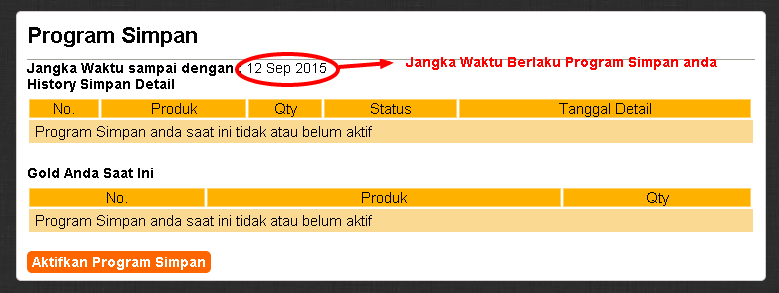 Program Simpan
Jangka Waktu sampai dengan 12 Sep 2015 Jangka Waktu Berlaku Program Simpan anda
History Simpan Detail
No. Produk Qty Status Tanggal Detail
Program Simpan anda saat ini tidak atau belum aktif
Gold Anda Saat Ini
No. Produk Qty
Program Simpan anda saat ini tidak atau belum aktif
Aktifkan Program Simpan